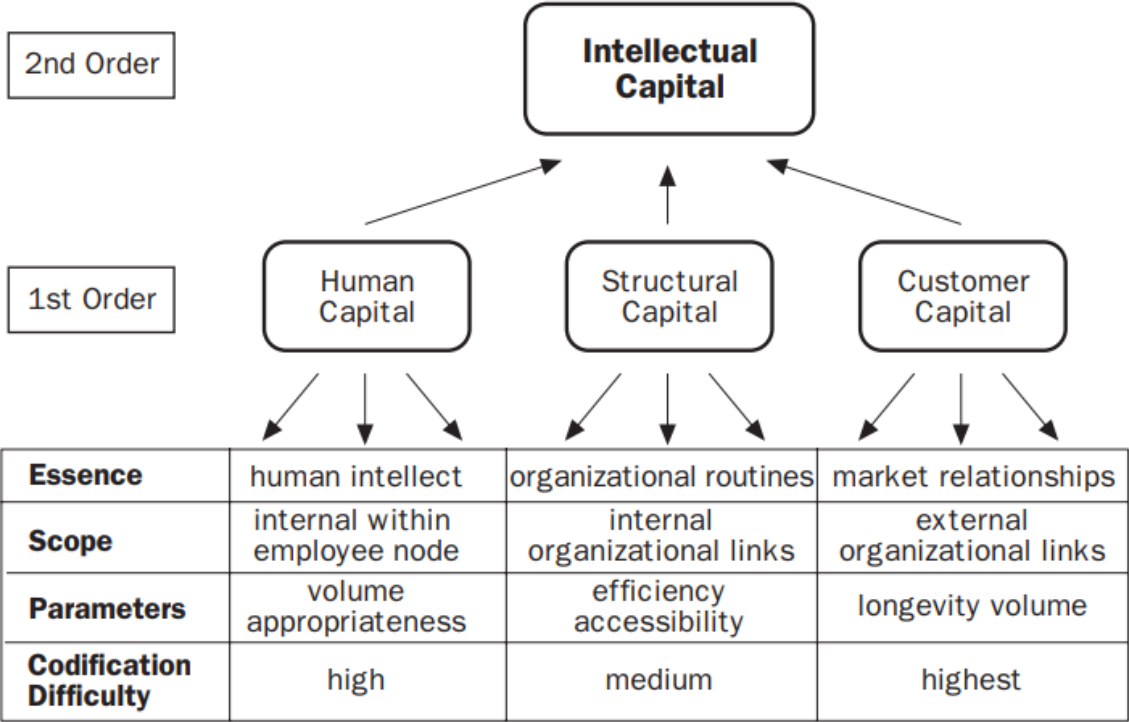 2nd Order
Intellectual
Capital
1st Order
Human
Capital
Structural
Capital
Customer
Capital
Essence
human intellect
organizational routines
market relationships
Scope
internal within
employee node
internal
organizational links
external
organizational links
Parameters
volume
appropriateness
efficiency
accessibility
longevity volume
Codification
Difficulty
high
medium
highest